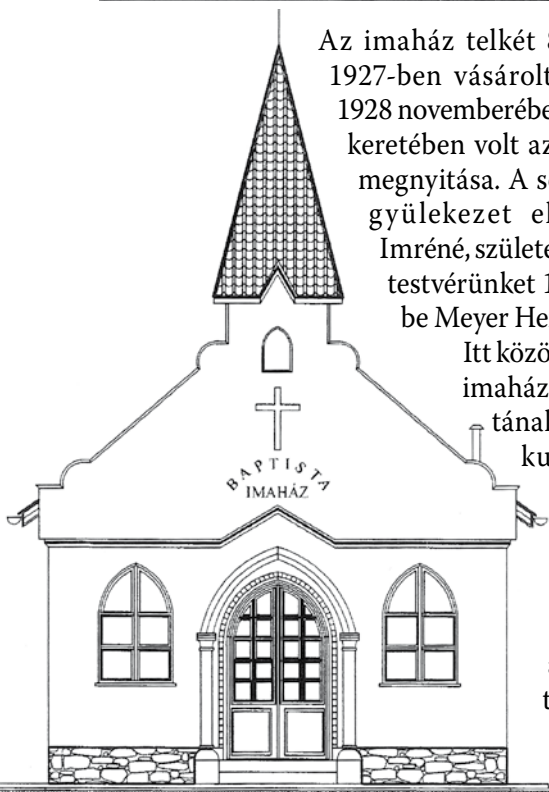 Az imaház telkét
1927-ben vásárolt
1928 novemberébe
keretében volt az
megnyitása. A s
gyülekezet el
Imréné, születe
testvérünket 1
be Meyer He
Itt közö
imaház
tának
ku
BAPTISTA
IMAHÁZ
t